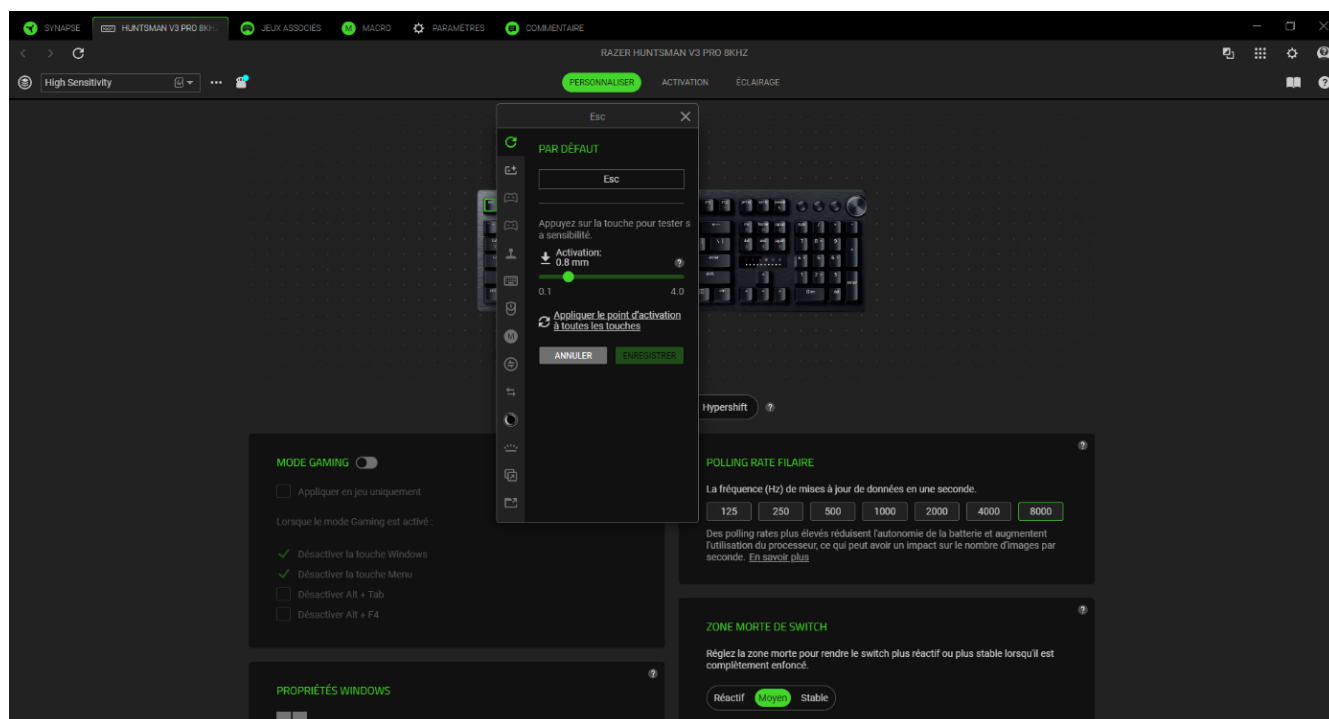 SYNAPSE
HUNTSMAN V3 PRO 8KHZ
JEUX ASSOCIÉS
MACRO
PARAMÈTRES
COMMENTAIRE
RAZER HUNTSMAN V3 PRO 8KHZ
High Sensitivity
PERSONNALISER
ACTIVATION
ÉCLAIRAGE
Esc
PAR DÉFAUT
Esc
Appuyez sur la touche pour tester s
a sensibilité.
Activation:
0.8 mm
0.1
4.0
Appliquer le point d'activation
à toutes les touches
ANNULER
ENREGISTRER
Hypershift
MODE GAMING
Appliquer en jeu uniquement
Lorsque le mode Gaming est activé :
Désactiver la touche Windows
Désactiver la touche Menu
Désactiver Alt + Tab
Désactiver Alt + F4
PROPRIÉTÉS WINDOWS
POLLING RATE FILAIRE
La fréquence (Hz) de mises à jour de données en une seconde.
125 250 500 1000 2000 4000 8000
Des polling rates plus élevés réduisent l'autonomie de la batterie et augmentent
l'utilisation du processeur, ce qui peut avoir un impact sur le nombre d'images par
seconde. En savoir plus
ZONE MORTE DE SWITCH
Réglez la zone morte pour rendre le switch plus réactif ou plus stable lorsqu'il est
complètement enfoncé.
Réactif Moyen Stable